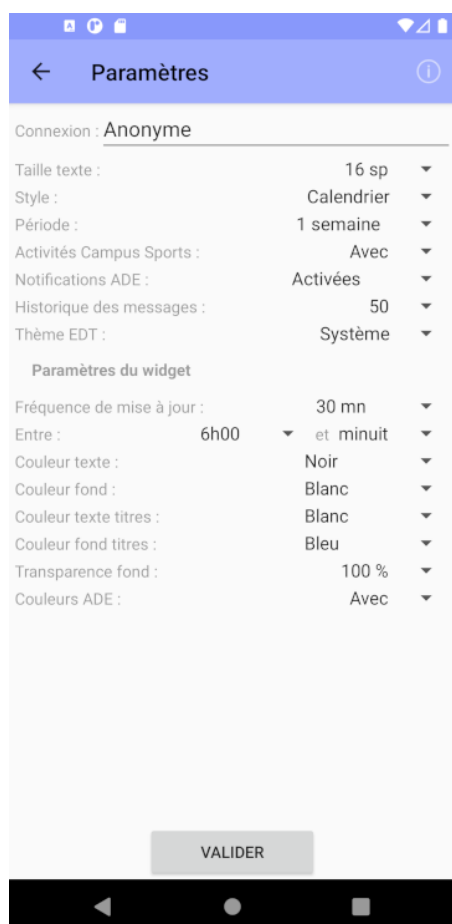 Paramètres
Connexion : Anonyme
Taille texte : 16 sp
Style : Calendrier
Période : 1 semaine
Activités Campus Sports : Avec
Notifications ADE : Activées
Historique des messages : 50
Thème EDT : Système
Paramètres du widget
Fréquence de mise à jour : 30 mn
Entre : 6h00 et minuit
Couleur texte : Noir
Couleur fond : Blanc
Couleur texte titres : Blanc
Couleur fond titres : Bleu
Transparence fond : 100 %
Couleurs ADE : Avec
VALIDER